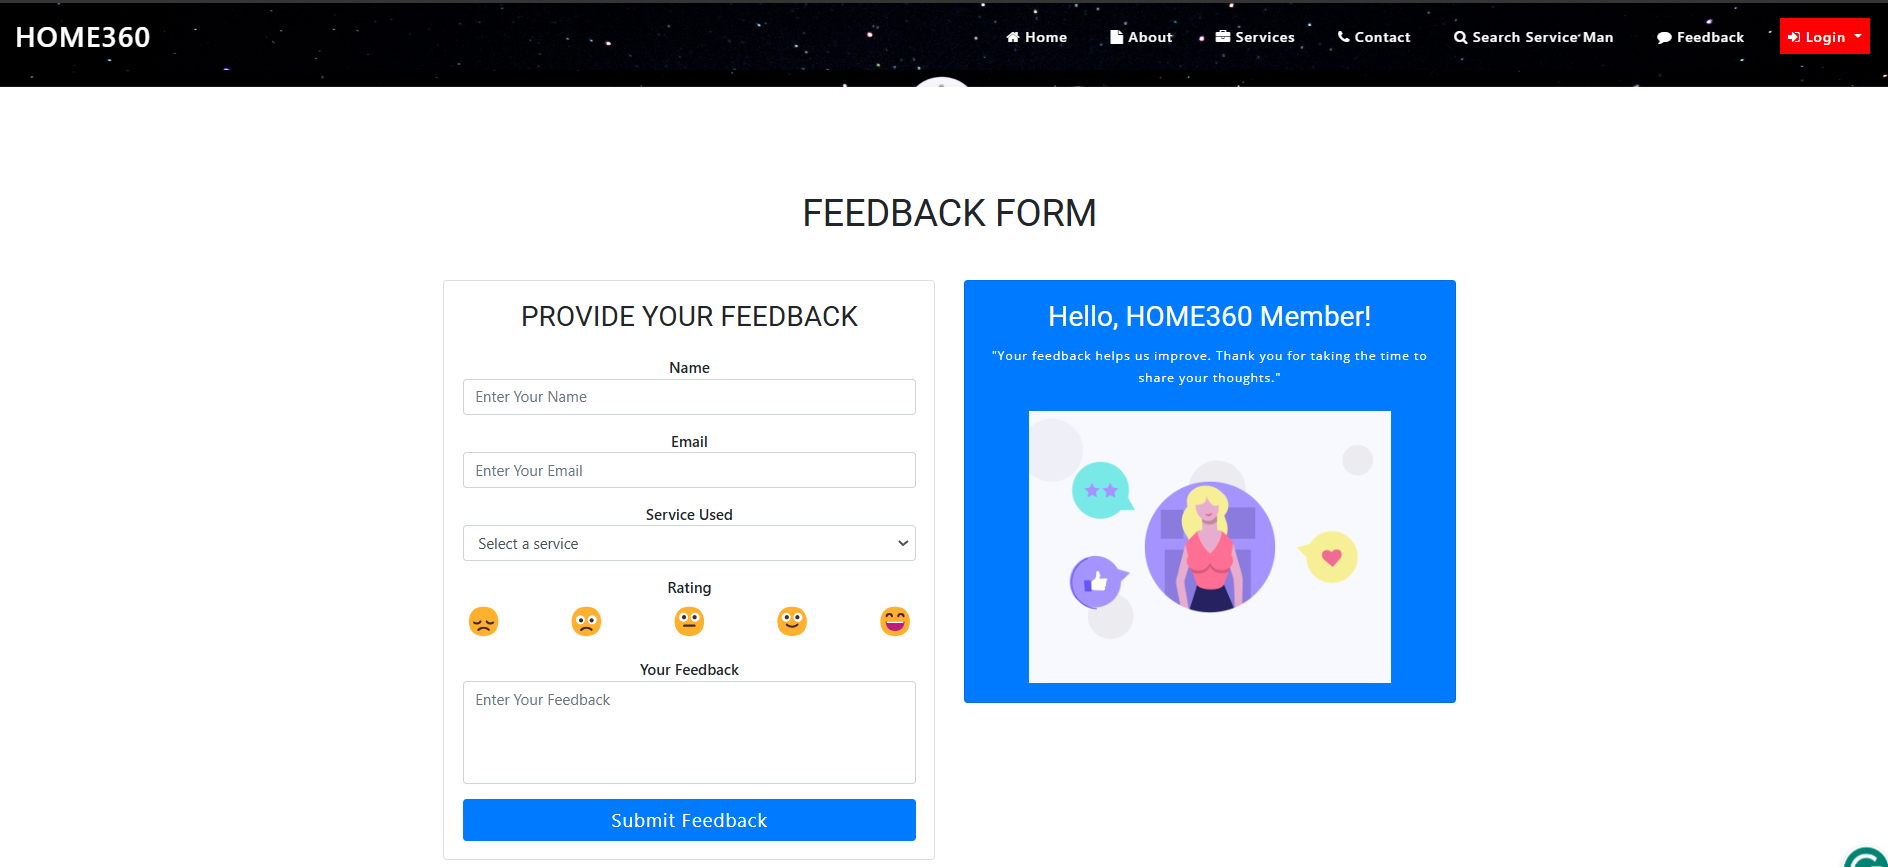 HOME360
Home
About
Services
Contact
Search Service Man
Feedback
Login
FEEDBACK FORM
PROVIDE YOUR FEEDBACK
Name
Enter Your Name
Email
Enter Your Email
Service Used
Select a service
Rating
Your Feedback
Enter Your Feedback
Submit Feedback
Hello, HOME360 Member!
"Your feedback helps us improve. Thank you for taking the time to
share your thoughts."